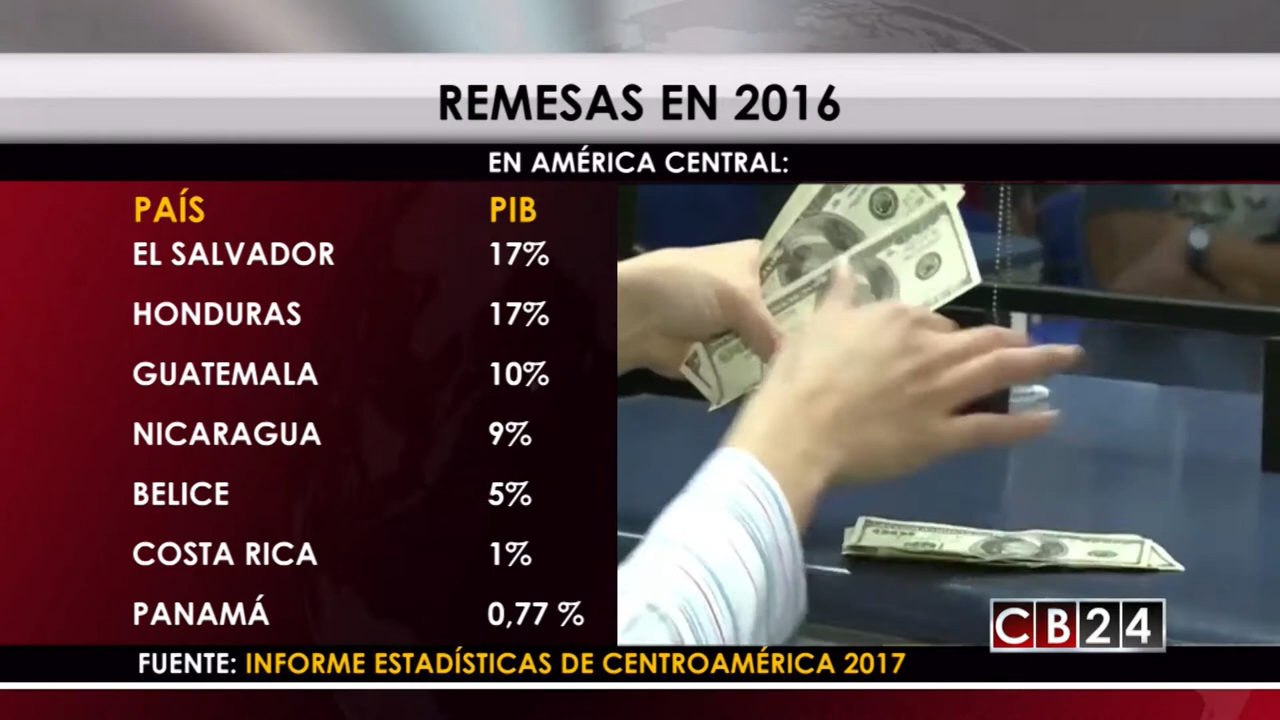 REMESAS EN 2016
EN AMÉRICA CENTRAL:
PAÍS PIB
EL SALVADOR 17%
HONDURAS 17%
GUATEMALA 10%
NICARAGUA 9%
BELICE 5%
COSTA RICA 1%
PANAMÁ 0,77 %
CB24
FUENTE: INFORME ESTADÍSTICAS DE CENTROAMÉRICA 2017